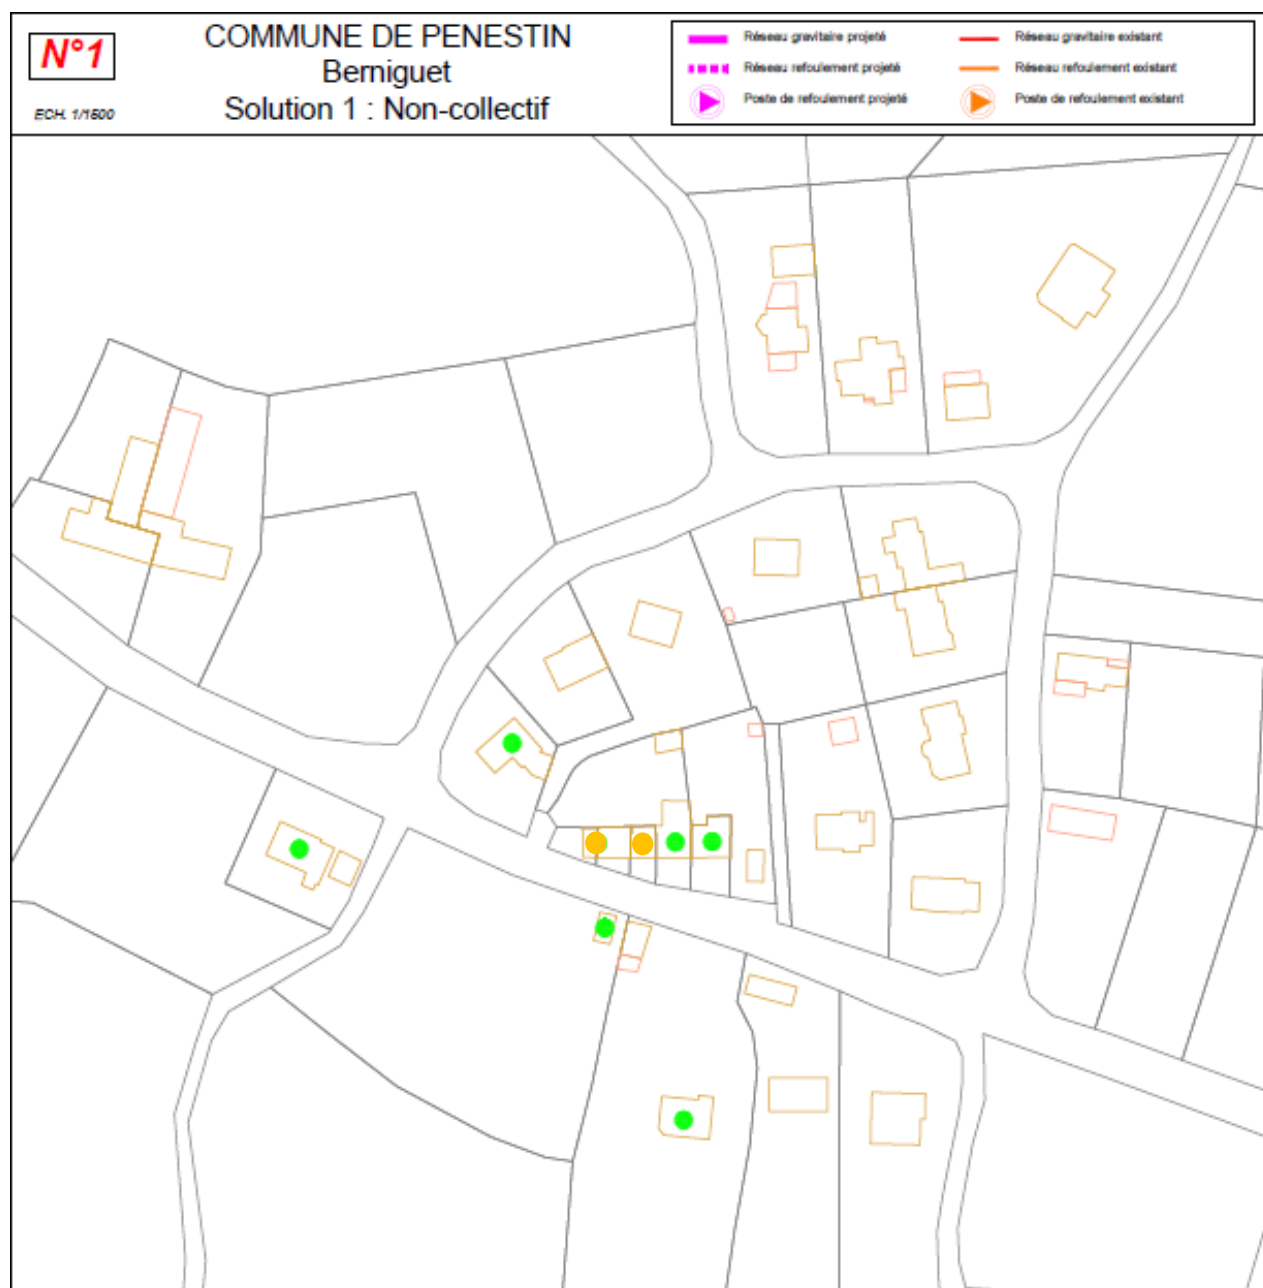 N°1
ECH. 1/1500
COMMUNE DE PENESTIN
Berniguet
Solution 1 : Non-collectif
Réseau gravitaire projeté
Réseau refoulement projeté
Poste de refoulement projeté
Réseau gravitaire existant
Réseau refoulement existant
Poste de refoulement existant